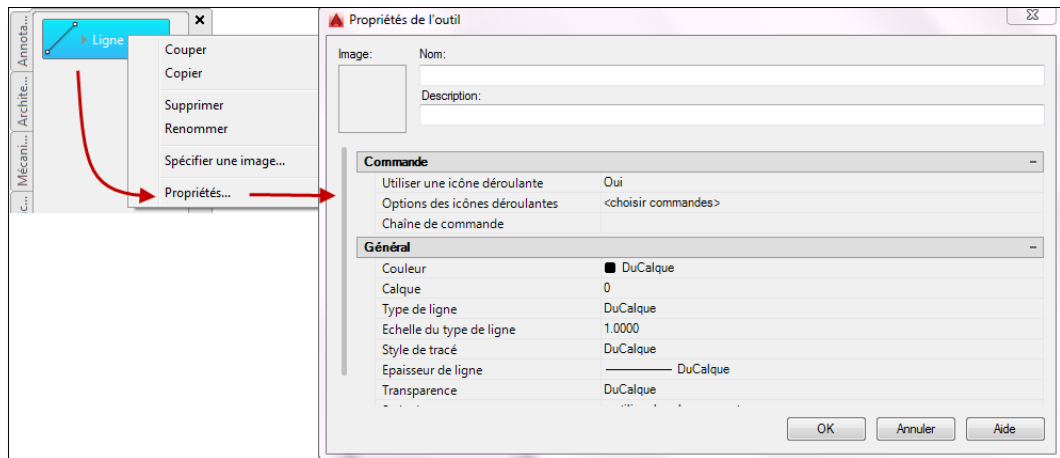 Annota...
Archite...
Mécani...
c...
Ligne
Couper
Copier
Supprimer
Renommer
Spécifier une image...
Propriétés...
Propriétés de l'outil
Image:
Nom:
Description:
Commande
Utiliser une icône déroulante Oui
Options des icônes déroulantes <choisir commandes>
Chaîne de commande
Général
Couleur DuCalque
Calque 0
Type de ligne DuCalque
Echelle du type de ligne 1.0000
Style de tracé DuCalque
Epaisseur de ligne DuCalque
Transparence DuCalque
OK Annuler Aide